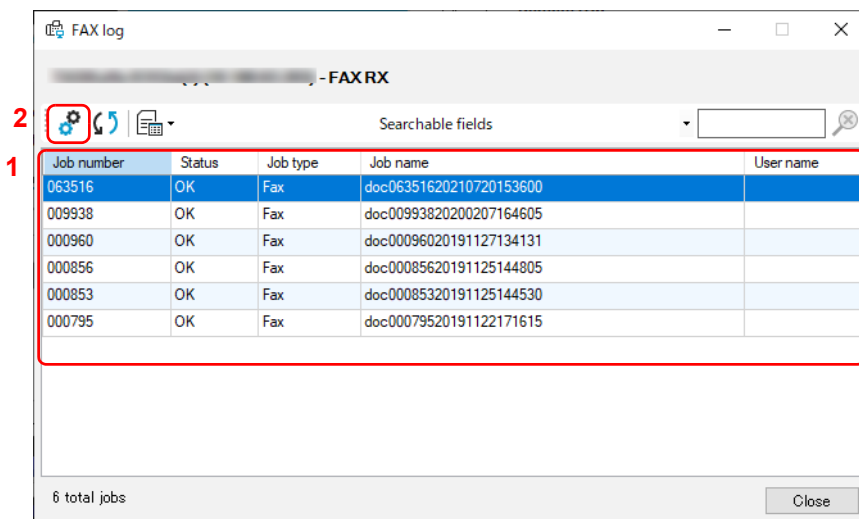 FAX log
- FAX RX
2
Searchable fields
1
Job number Status Job type Job name User name
063516 OK Fax doc06351620210720153600
009938 OK Fax doc00993820200207164605
000960 OK Fax doc00096020191127134131
000856 OK Fax doc00085620191125144805
000853 OK Fax doc00085320191125144530
000795 OK Fax doc00079520191122171615
6 total jobs
Close